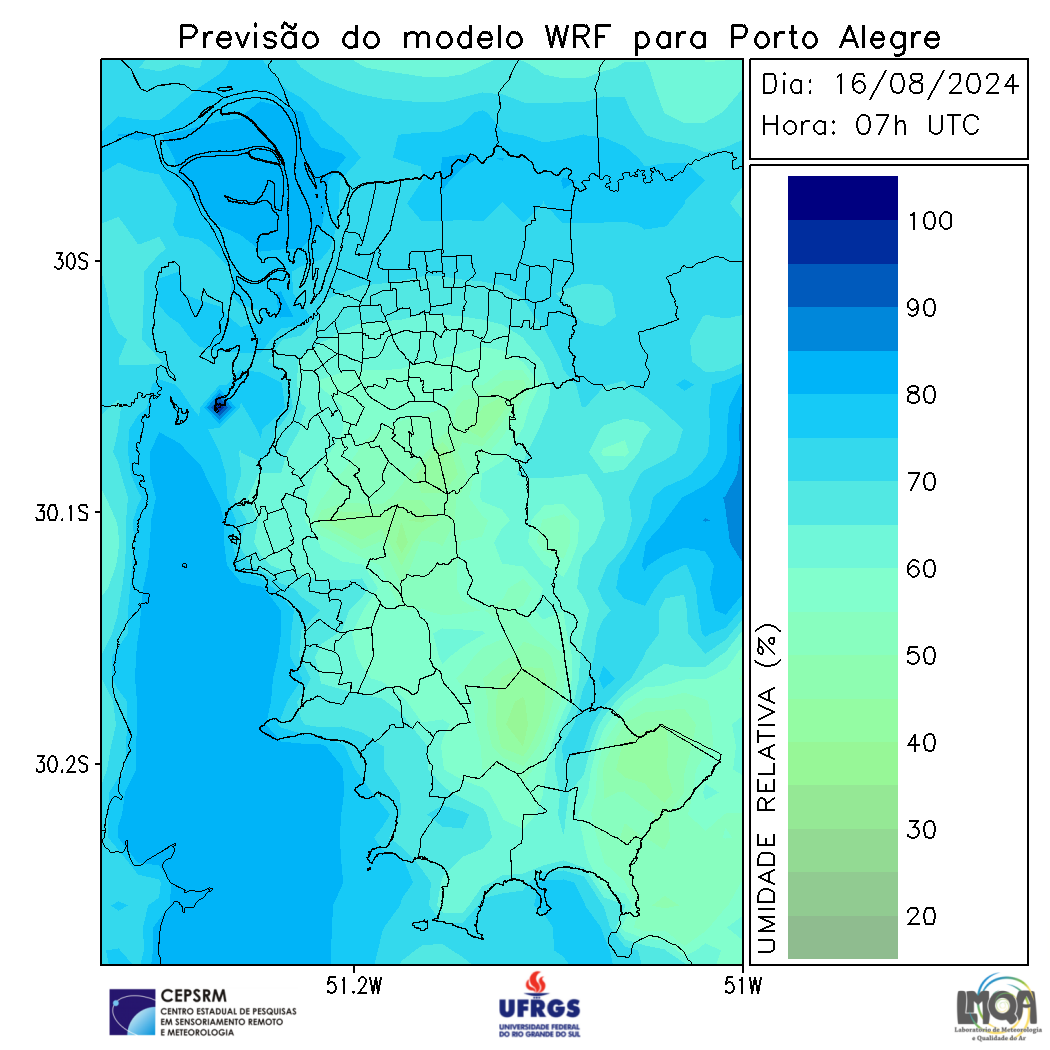 Previsão do modelo WRF para Porto Alegre
Dia: 16/08/2024
Hora: 07h UTC
30S
30.1S
30.2S
51.2W
51W
100
90
80
70
60
50
40
30
20
UMIDADE RELATIVA (%)
CEPSRM
CENTRO ESTADUAL DE PESQUISAS
EM SENSORIAMENTO REMOTO
E METEOROLOGIA
UFRGS
UNIVERSIDADE FEDERAL
DO RIO GRANDE DO SUL
LMQA
Laboratório de Meteorologia
e Qualidade do Ar